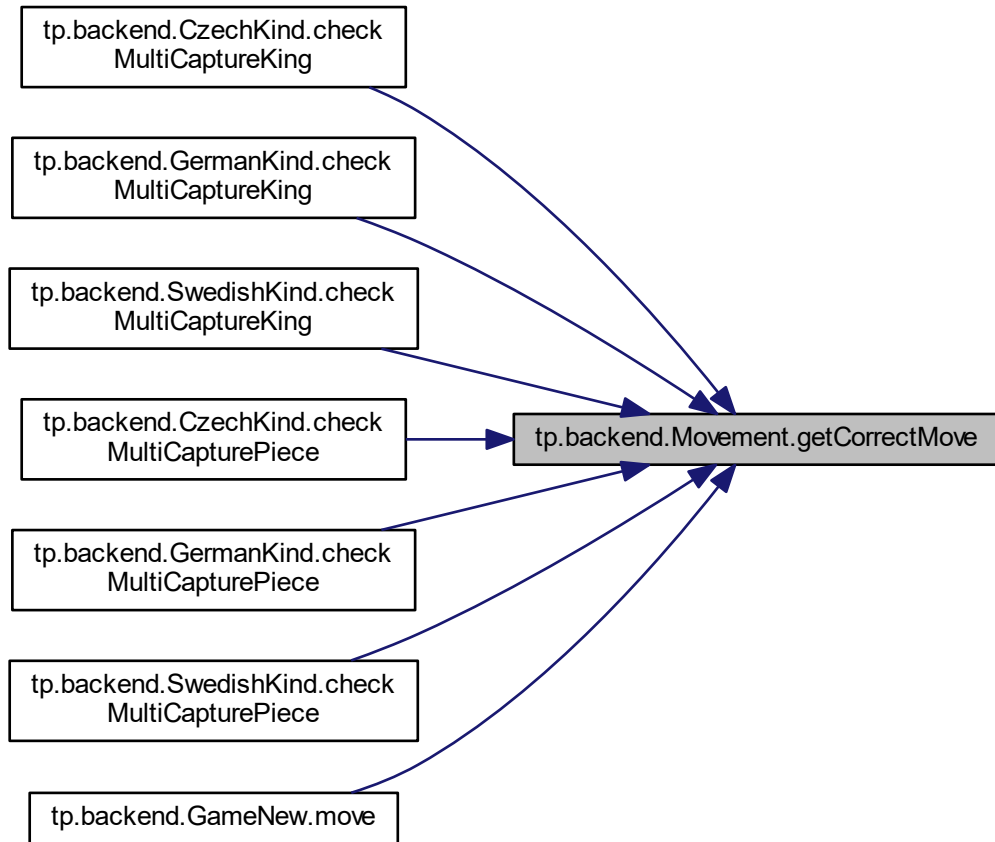 tp.backend.CzechKind.check
MultiCaptureKing
tp.backend.GermanKind.check
MultiCaptureKing
tp.backend.SwedishKind.check
MultiCaptureKing
tp.backend.CzechKind.check
MultiCapturePiece
tp.backend.Movement.getCorrectMove
tp.backend.GermanKind.check
MultiCapturePiece
tp.backend.SwedishKind.check
MultiCapturePiece
tp.backend.GameNew.move